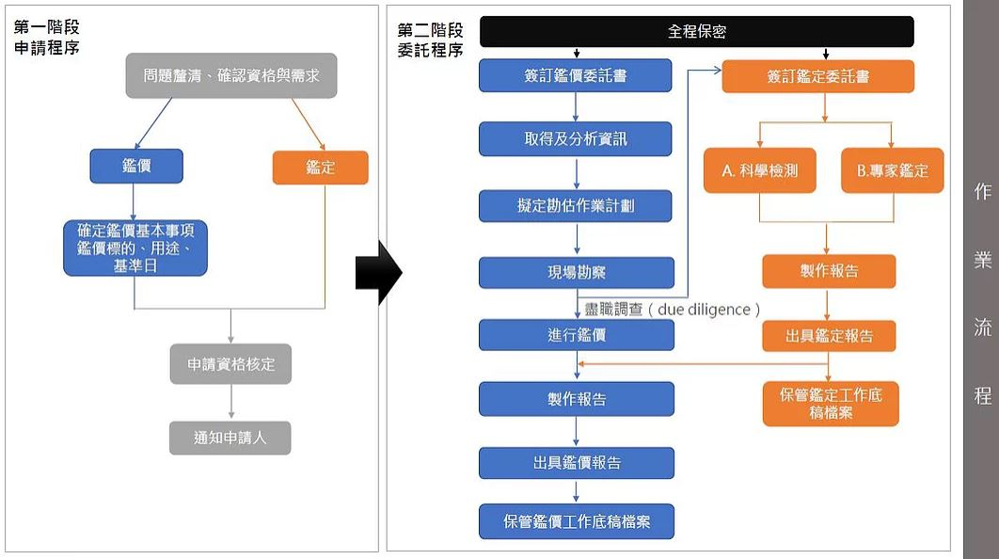 第一階段
申請程序
問題釐清、確認資格與需求
鑑價
鑑定
確定鑑價基本事項
鑑價標的、用途、
基準日
申請資格核定
通知申請人
第二階段
委託程序
全程保密
簽訂鑑價委託書
取得及分析資訊
擬定勘估作業計劃
現場勘察
盡職調查（due diligence）
進行鑑價
製作報告
出具鑑價報告
保管鑑價工作底稿檔案
簽訂鑑定委託書
A. 科學檢測
B.專家鑑定
製作報告
出具鑑定報告
保管鑑定工作底
稿檔案
作
業
流
程